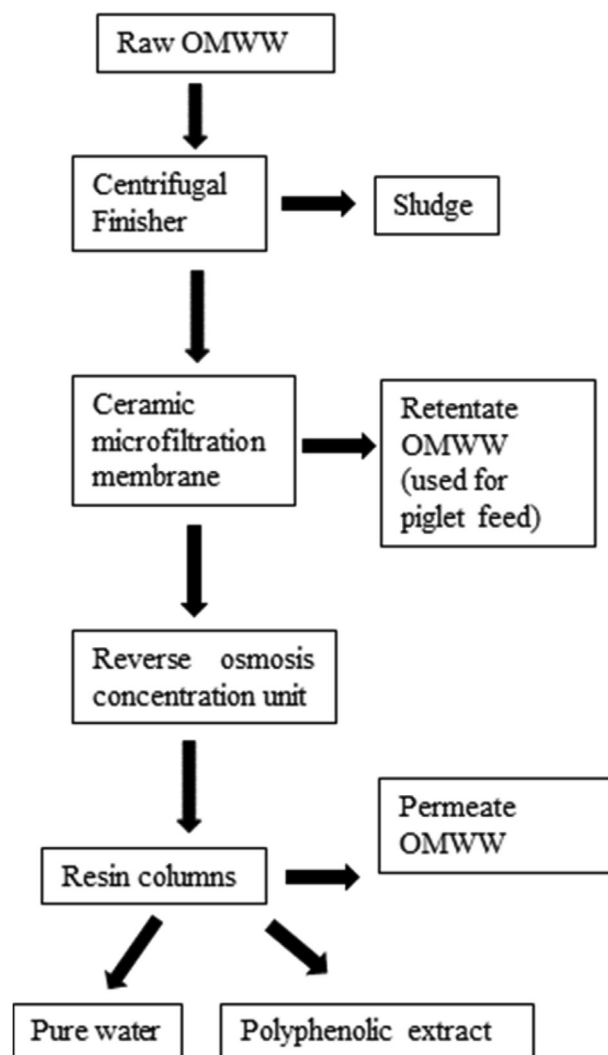 Raw OMWW
Centrifugal
Finisher
Sludge
Ceramic
microfiltration
membrane
Retentate
OMWW
(used for
piglet feed)
Reverse osmosis
concentration unit
Permeate
OMWW
Resin columns
Pure water
Polyphenolic extract